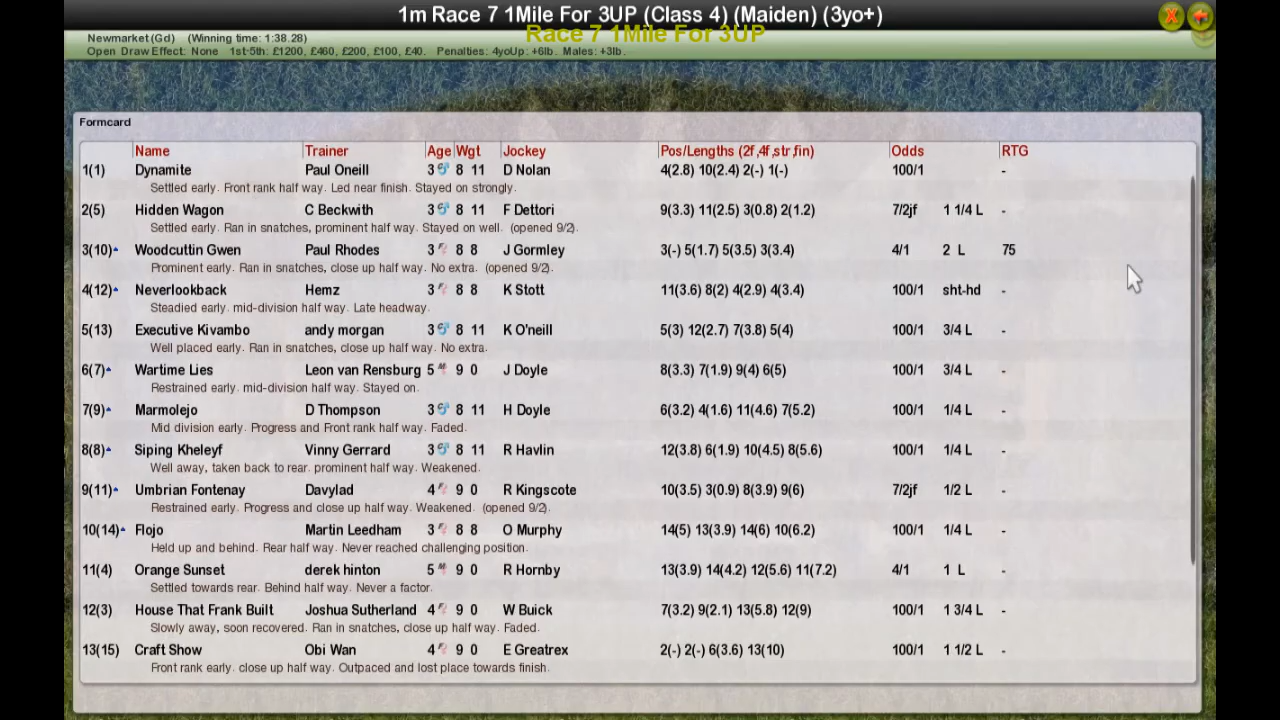 1m Race 7 1Mile For 3UP (Class 4) (Maiden) (3yo+)
Race 7 1Mile For 3UP
Newmarket(Gd) (Winning time: 1:38.28)
Open Draw Effect: None 1st-5th: £1200, £460, £200, £100, £40. Penalties: 4yoUp: +6lb. Males: +3lb.
Formcard
Name Trainer Age Wgt Jockey Pos/Lengths (2f,4f,str,fin) Odds RTG
1(1) Dynamite Paul Oneill 3 8 11 D Nolan 4(2.8) 10(2.4) 2(-) 1(-) 100/1 -
Settled early. Front rank half way. Led near finish. Stayed on strongly.
2(5) Hidden Wagon C Beckwith 3 8 11 F Dettori 9(3.3) 11(2.5) 3(0.8) 2(1.2) 7/2jf 1 1/4 L -
Settled early. Ran in snatches, prominent half way. Stayed on well. (opened 9/2).
3(10) Woodcuttin Gwen Paul Rhodes 3 8 8 J Gormley 3(-) 5(1.7) 5(3.5) 3(3.4) 4/1 2 L 75
Prominent early. Ran in snatches, close up half way. No extra. (opened 9/2).
4(12) Neverlookback Hemz 3 8 8 K Stott 11(3.6) 8(2) 4(2.9) 4(3.4) 100/1 sht-hd -
Steadied early. mid-division half way. Late headway.
5(13) Executive Kivambo andy morgan 3 8 11 K O'neill 5(3) 12(2.7) 7(3.8) 5(4) 100/1 3/4 L -
Well placed early. Ran in snatches, close up half way. No extra.
6(7) Wartime Lies Leon van Rensburg 5 9 0 J Doyle 8(3.3) 7(1.9) 9(4) 6(5) 100/1 3/4 L -
Restrained early. mid-division half way. Stayed on.
7(9) Marmolejo D Thompson 3 8 11 H Doyle 6(3.2) 4(1.6) 11(4.6) 7(5.2) 100/1 1/4 L -
Mid division early. Progress and Front rank half way. Faded.
8(8) Siping Kheleyf Vinny Gerrard 3 8 11 R Havlin 12(3.8) 6(1.9) 10(4.5) 8(5.6) 100/1 1/4 L -
Well away, taken back to rear. prominent half way. Weakened.
9(11) Umbrian Fontenay Davylad 4 9 0 R Kingscote 10(3.5) 3(0.9) 8(3.9) 9(6) 7/2jf 1/2 L -
Restrained early. Progress and close up half way. Weakened. (opened 9/2).
10(14) Flojo Martin Leedham 3 8 8 O Murphy 14(5) 13(3.9) 14(6) 10(6.2) 100/1 1/4 L -
Held up and behind. Rear half way. Never reached challenging position.
11(4) Orange Sunset derek hinton 5 9 0 R Hornby 13(3.9) 14(4.2) 12(5.6) 11(7.2) 4/1 1 L -
Settled towards rear. Behind half way. Never a factor.
12(3) House That Frank Built Joshua Sutherland 4 9 0 W Buick 7(3.2) 9(2.1) 13(5.8) 12(9) 100/1 1 3/4 L -
Slowly away, soon recovered. Ran in snatches, close up half way. Faded.
13(15) Craft Show Obi Wan 4 9 0 E Greatrex 2(-) 2(-) 6(3.6) 13(10) 100/1 1 1/2 L -
Front rank early. close up half way. Outpaced and lost place towards finish.